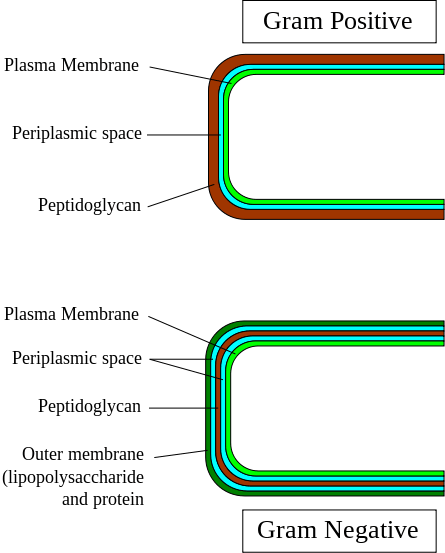 Gram Positive
Plasma Membrane
Periplasmic space
Peptidoglycan
Plasma Membrane
Periplasmic space
Peptidoglycan
Outer membrane
(lipopolysaccharide
and protein
Gram Negative